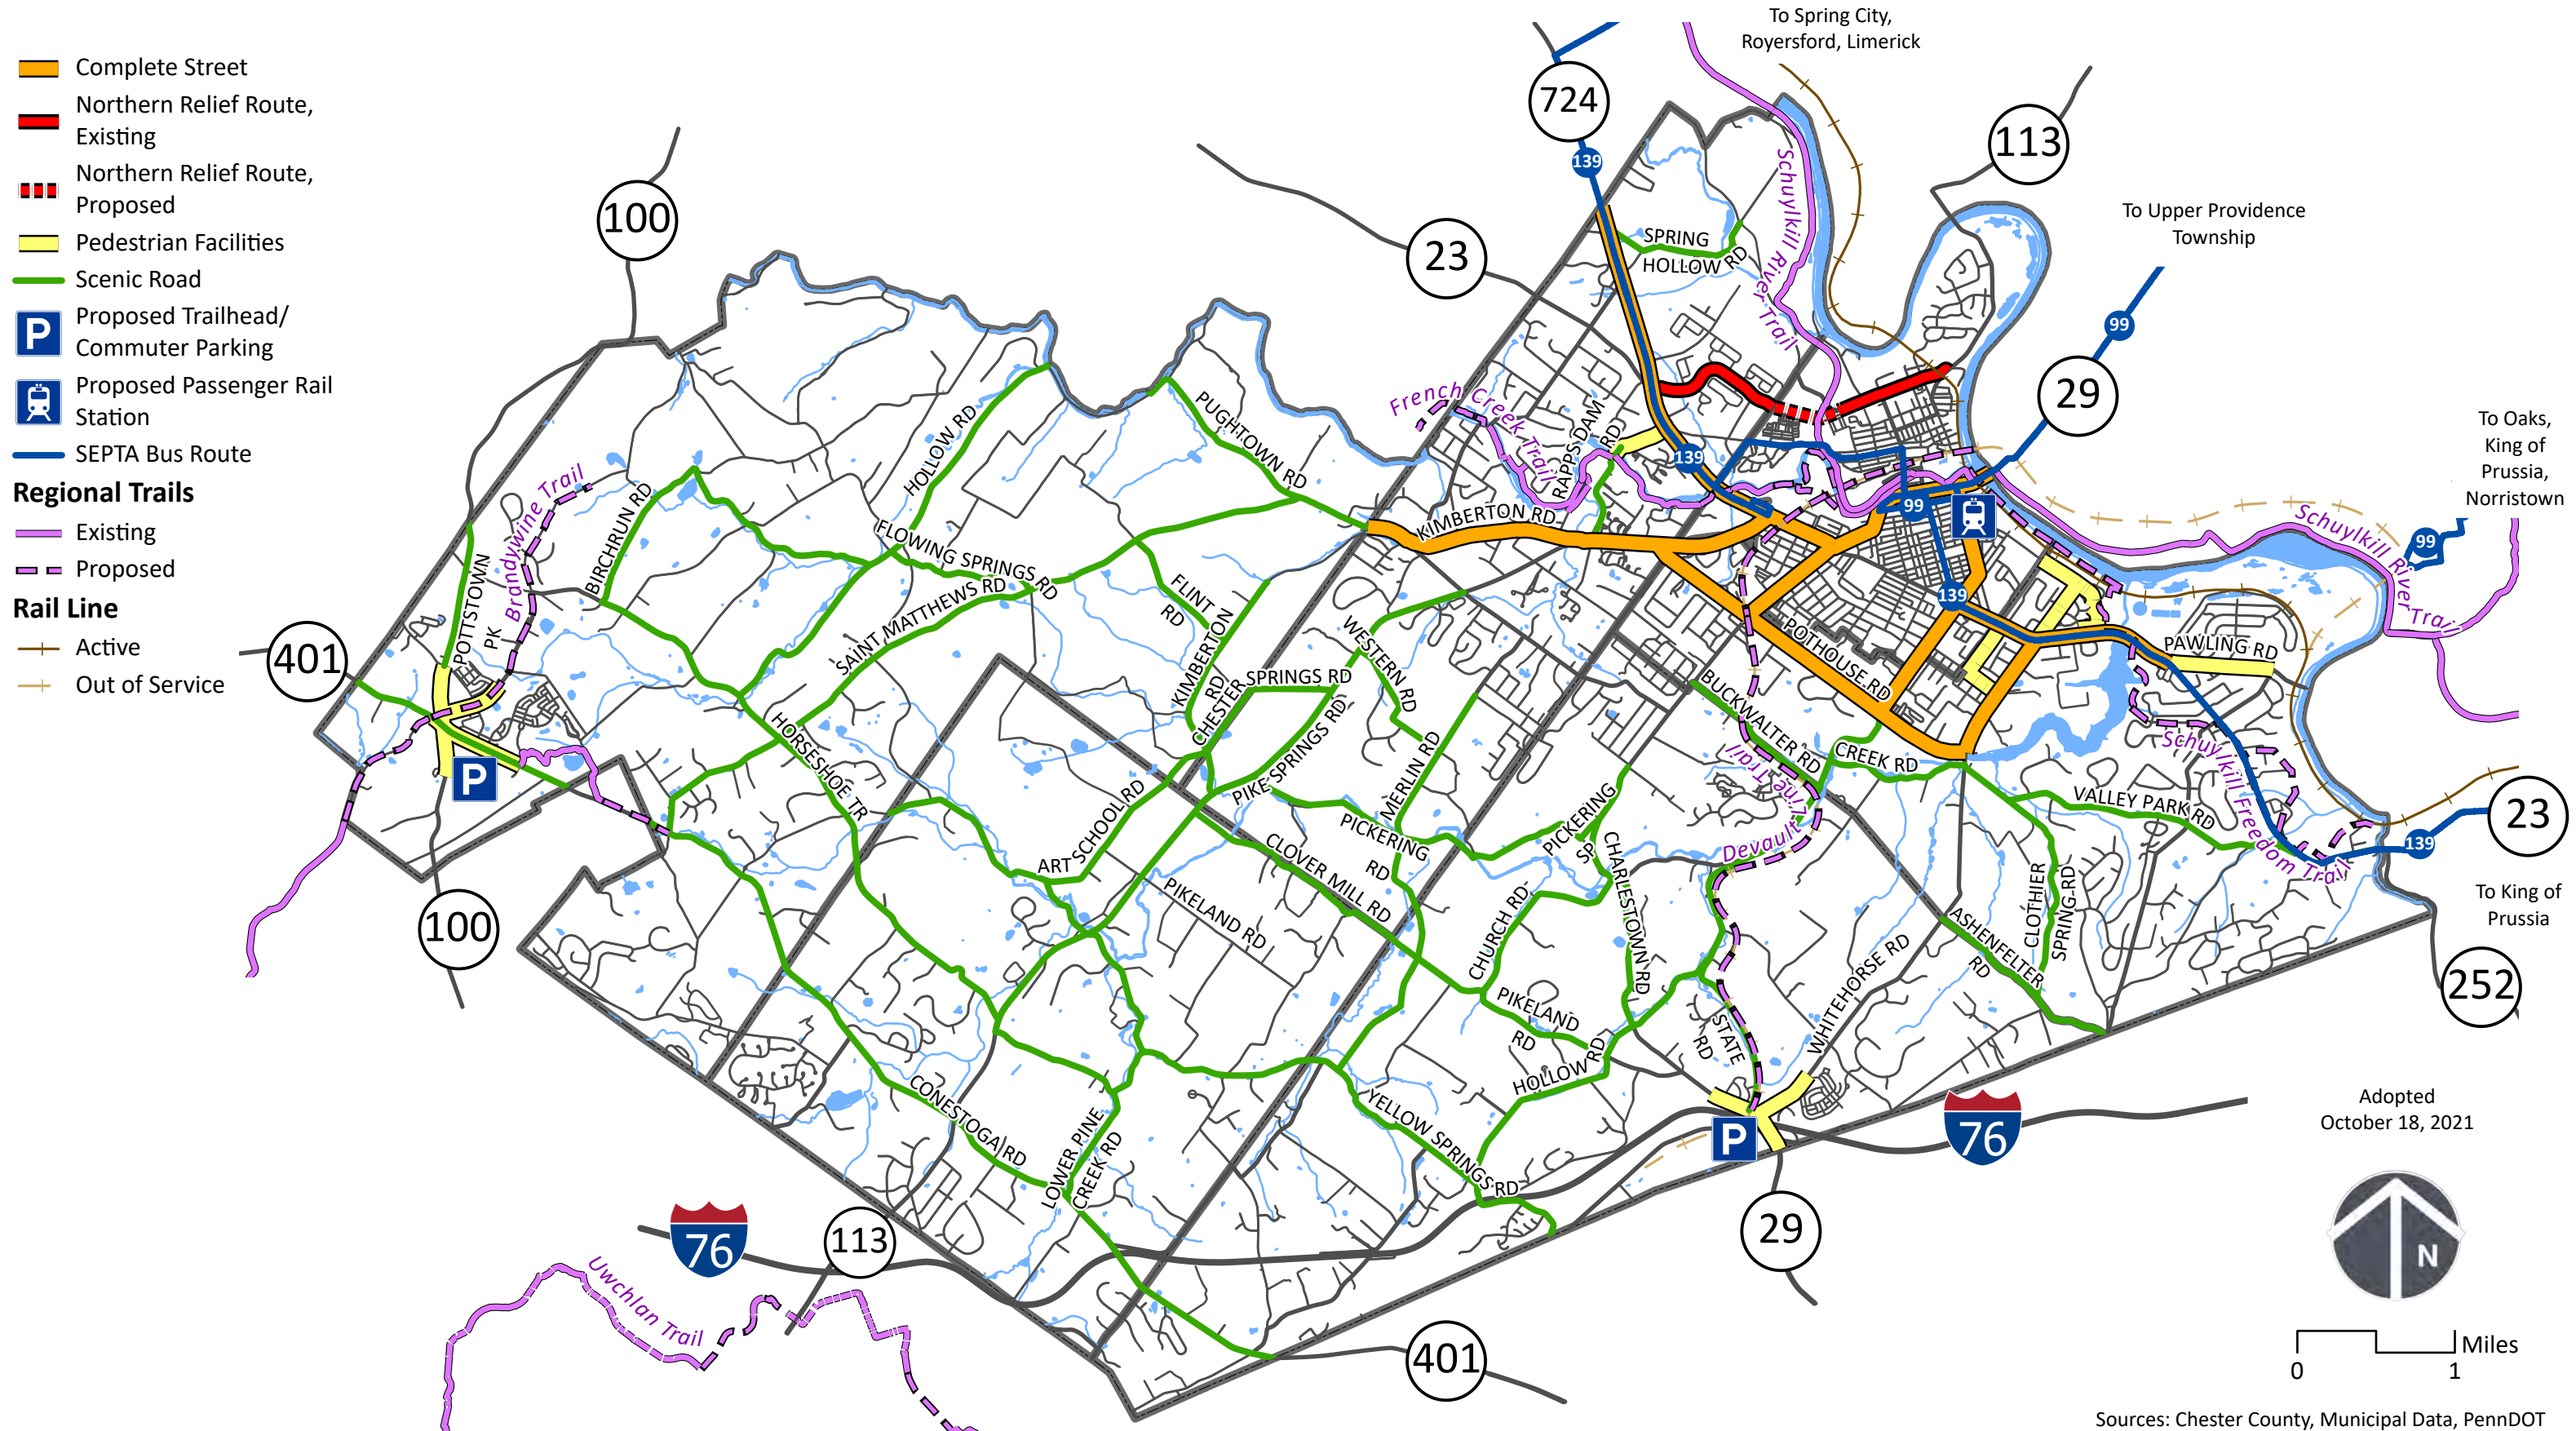 Complete Street
Northern Relief Route,
Existing
Northern Relief Route,
Proposed
Pedestrian Facilities
Scenic Road
P
Proposed Trailhead/
Commuter Parking
Proposed Passenger Rail
Station
SEPTA Bus Route
Regional Trails
Existing
Proposed
Rail Line
Active
Out of Service
To Spring City,
Royersford, Limerick
724
113
139
100
23
To Upper Providence
Township
SPRING
HOLLOW RD
Schuylkill River Trail
99
29
To Oaks,
King of
Prussia,
Norristown
French Creek Trail
RAPPS DAM
RD
139
HOLLOW RD
PUGHTOWN RD
KIMBERTON RD
99
99
Schuylkill River Trail
Brandywine Trail
BIRCHRUN RD
FLOWING SPRINGS RD
SAINT MATTHEWS RD
FLINT
RD
KIMBERTON
RD
POTTSTOWN
PK
139
WESTERN RD
POTHOUSE RD
PAWLING RD
401
CHESTER
SPRINGS RD
PIKE SPRINGS RD
BUCKWALTER RD
CREEK RD
HORSESHOE TR
MERLIN RD
Devault Line Trail
Schuylkill Freedom Trail
P
VALLEY PARK RD
23
139
ART SCHOOL RD
CLOVER MILL RD
PICKERING
RD
PICKERING
SP
CHARLESTOWN RD
PIKELAND RD
CHURCH RD
CLOTHIER
SPRING RD
To King of
Prussia
100
ASHENFELTER
RD
WHITEHORSE RD
252
PIKELAND
RD
STATE
RD
HOLLOW RD
CONESTOGA RD
LOWER PINE
CREEK RD
YELLOW SPRINGS RD
P
76
Adopted
October 18, 2021
76
113
29
N
Uwchlan Trail
401
Miles
0 1
Sources: Chester County, Municipal Data, PennDOT